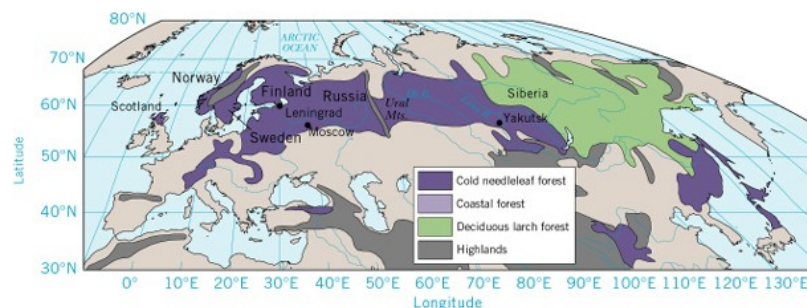 80°N
ARCTIC
OCEAN
70°N
Norway
Finland
Scotland
Russia
Siberia
60°N
Leningrad
Ural
Mts.
Yakutsk
Sweden
Moscow
50°N
Latitude
Cold needleleaf forest
Coastal forest
Deciduous larch forest
Highlands
40°N
30°N
0° 10°E 20°E 30°E 40°E 50°E 60°E 70°E 80°E 90°E 100°E 110°E 120°E 130°E
Longitude